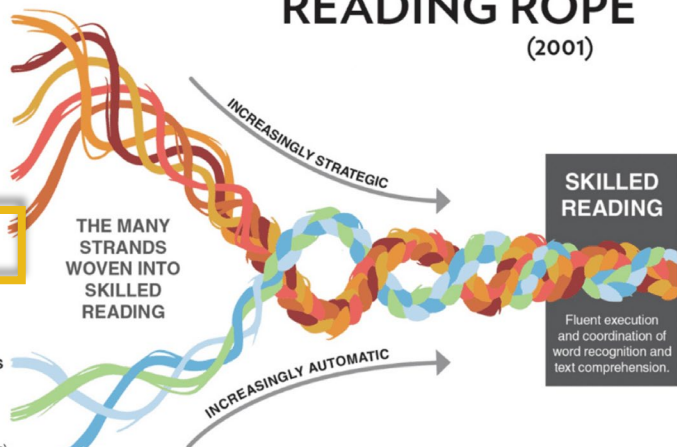 READING ROPE
(2001)
INCREASINGLY STRATEGIC
SKILLED
READING
THE MANY
STRANDS
WOVEN INTO
SKILLED
READING
Fluent execution
and coordination of
word recognition and
text comprehension.
INCREASINGLY AUTOMATIC